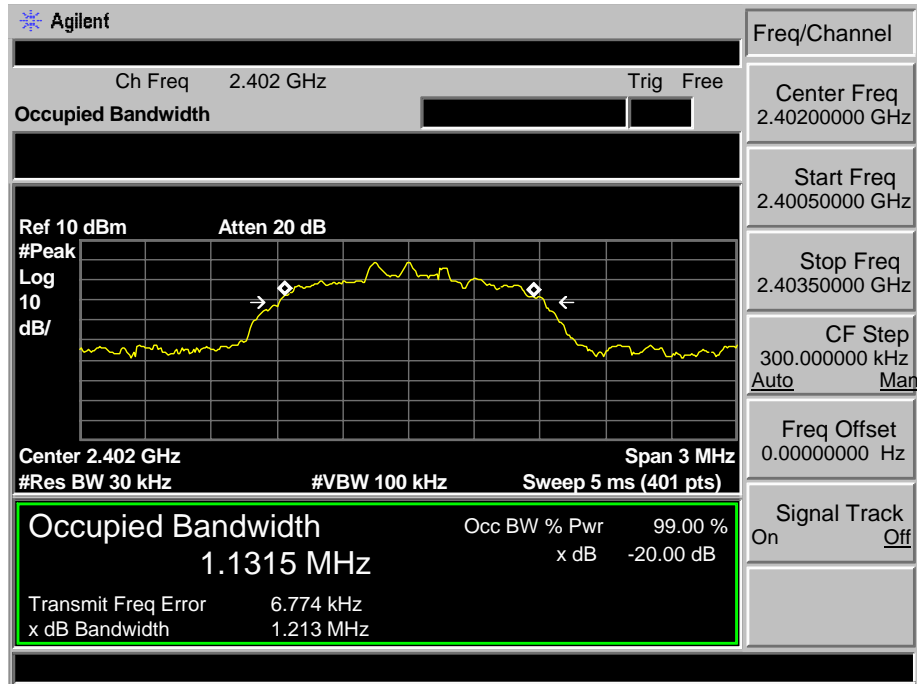 Agilent
Freq/Channel
Ch Freq 2.402 GHz Trig Free
Occupied Bandwidth
Center Freq
2.40200000 GHz
Start Freq
2.40050000 GHz
Stop Freq
2.40350000 GHz
CF Step
300.000000 kHz
Auto Man
Freq Offset
0.00000000 Hz
Signal Track
On Off
Ref 10 dBm Atten 20 dB
#Peak
Log
10
dB/
Center 2.402 GHz Span 3 MHz
#Res BW 30 kHz #VBW 100 kHz Sweep 5 ms (401 pts)
Occupied Bandwidth Occ BW % Pwr 99.00 %
1.1315 MHz x dB -20.00 dB
Transmit Freq Error 6.774 kHz
x dB Bandwidth 1.213 MHz